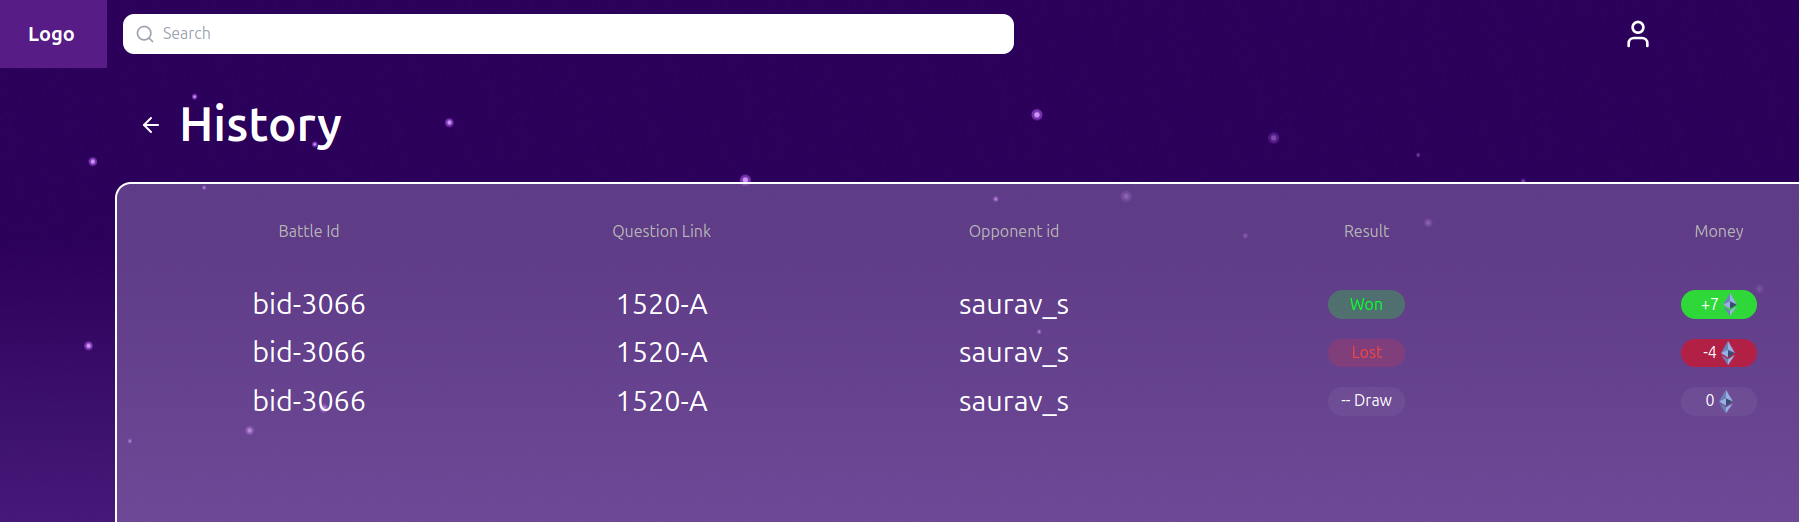 Logo
Search
History
Battle Id Question Link Opponent id Result Money
bid-3066 1520-A saurav_s Won +7
bid-3066 1520-A saurav_s Lost -4
bid-3066 1520-A saurav_s -- Draw 0